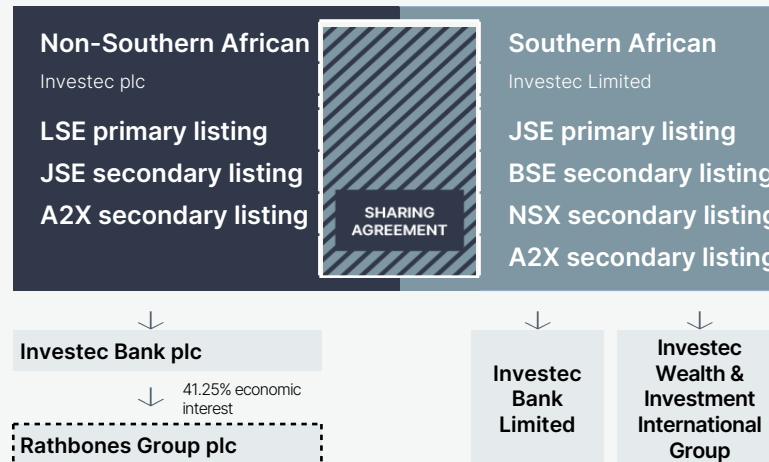 Non-Southern African
Investec plc
LSE primary listing
JSE secondary listing
A2X secondary listing
SHARING
AGREEMENT
Southern African
Investec Limited
JSE primary listing
BSE secondary listing
NSX secondary listing
A2X secondary listing
Investec Bank plc
41.25% economic
interest
Rathbones Group plc
Investec
Bank
Limited
Investec
Wealth &
Investment
International
Group